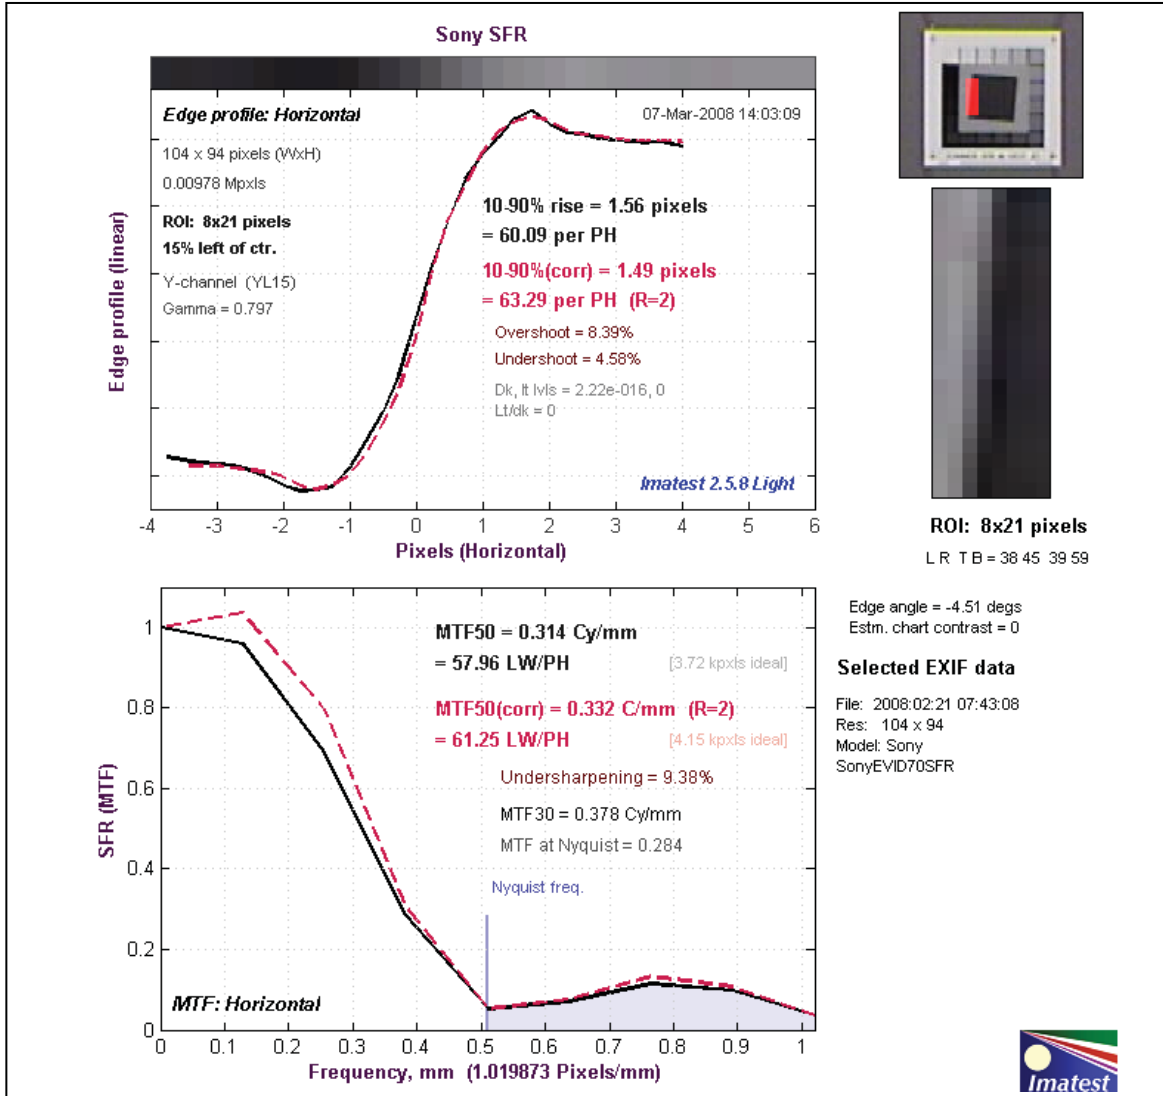 Sony SFR
Edge profile: Horizontal
07-Mar-2008 14:03:09
104 x 94 pixels (WxH)
0.00978 Mpxls
ROI: 8x21 pixels
15% left of ctr.
Y-channel (YL15)
Gamma = 0.797
10-90% rise = 1.56 pixels
= 60.09 per PH
10-90%(corr) = 1.49 pixels
= 63.29 per PH (R=2)
Overshoot = 8.39%
Undershoot = 4.58%
Dk, lt lvls = 2.22e-016, 0
Lt/dk = 0
Imatest 2.5.8 Light
Edge profile (linear)
-4 -3 -2 -1 0 1 2 3 4 5 6
Pixels (Horizontal)
ROI: 8x21 pixels
L R T B = 38 45 39 59
Edge angle = -4.51 degs
Estm. chart contrast = 0
Selected EXIF data
File: 2008:02:21 07:43:08
Res: 104 x 94
Model: Sony
SonyEVID70SFR
MTF50 = 0.314 Cy/mm
= 57.96 LW/PH [3.72 kpxls ideal]
MTF50(corr) = 0.332 C/mm (R=2)
= 61.25 LW/PH [4.15 kpxls ideal]
Undersharpening = 9.38%
MTF30 = 0.378 Cy/mm
MTF at Nyquist = 0.284
Nyquist freq.
MTF: Horizontal
SFR (MTF)
1
0.8
0.6
0.4
0.2
0
0 0.1 0.2 0.3 0.4 0.5 0.6 0.7 0.8 0.9 1
Frequency, mm (1.019873 Pixels/mm)
Imatest